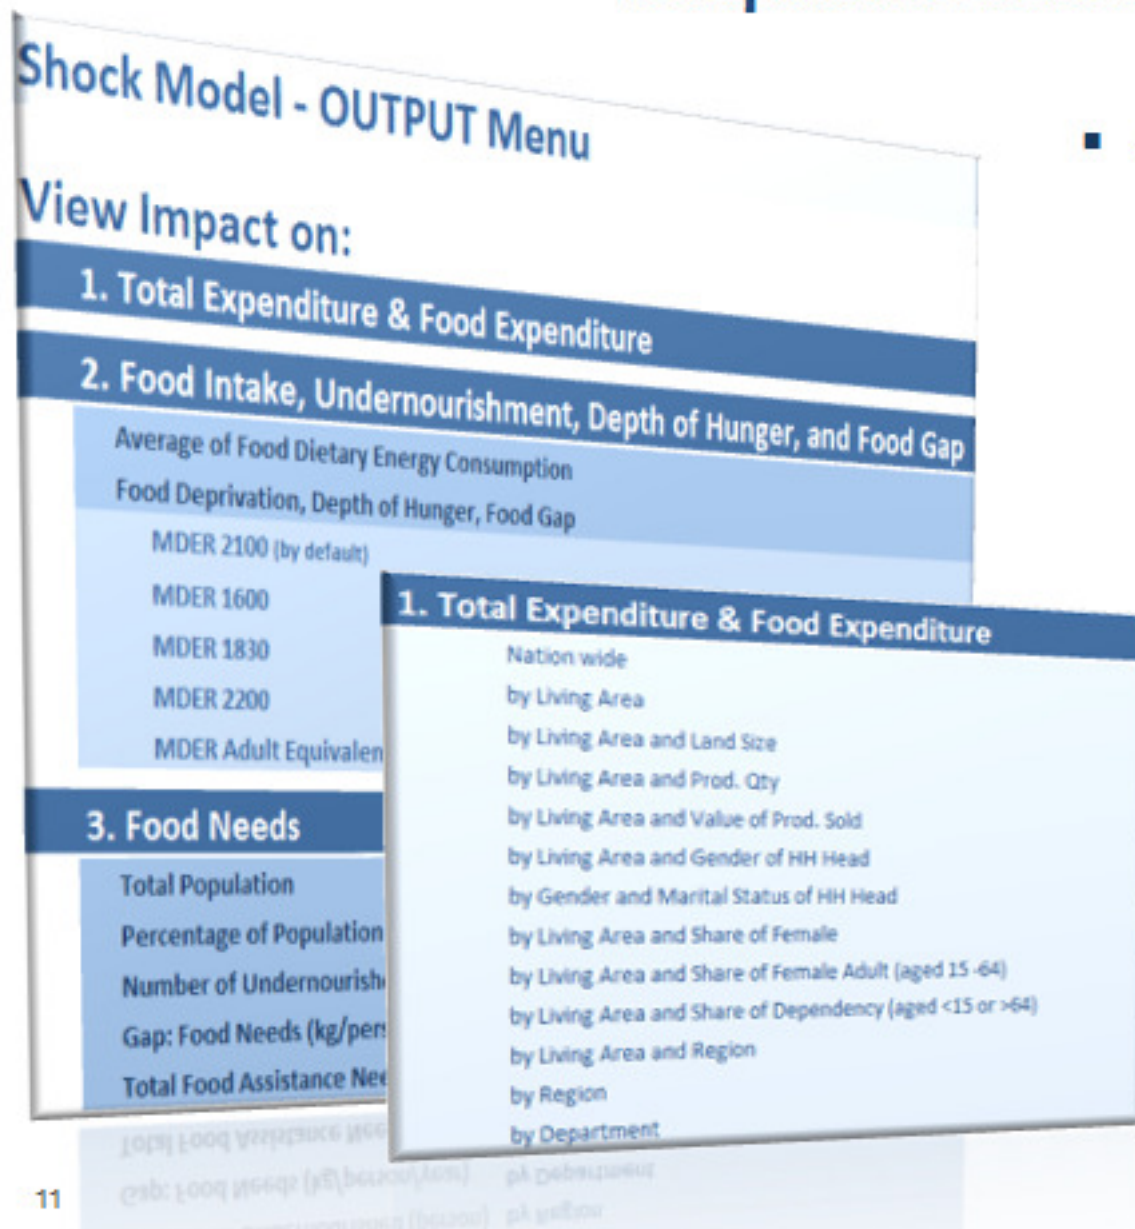 Shock Model - OUTPUT Menu
View Impact on:
1. Total Expenditure & Food Expenditure
2. Food Intake, Undernourishment, Depth of Hunger, and Food Gap
Average of Food Dietary Energy Consumption
Food Deprivation, Depth of Hunger, Food Gap
MDER 2100 (by default)
MDER 1600
MDER 1830
MDER 2200
MDER Adult Equivalen
3. Food Needs
Total Population
Percentage of Population
Number of Undernourish
Gap: Food Needs (kg/pers
Total Food Assistance Nee
1. Total Expenditure & Food Expenditure
Nation wide
by Living Area
by Living Area and Land Size
by Living Area and Prod. Qty
by Living Area and Value of Prod. Sold
by Living Area and Gender of HH Head
by Gender and Marital Status of HH Head
by Living Area and Share of Female
by Living Area and Share of Female Adult (aged 15 -64)
by Living Area and Share of Dependency (aged <15 or >64)
by Living Area and Region
by Region
by Department
11